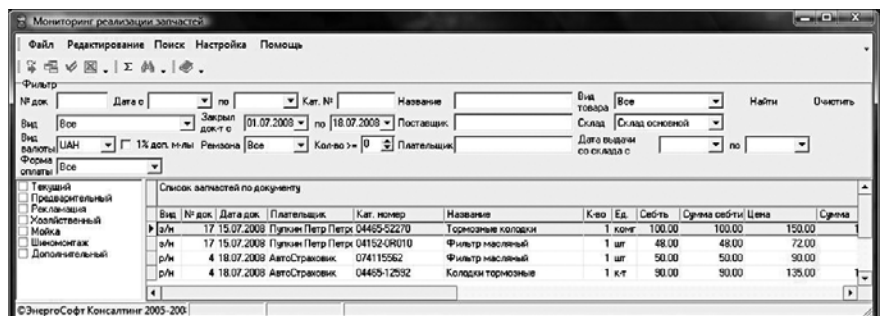 Мониторинг реализации запчастей
Файл Редактирование Поиск Настройка Помощь
Фильтр
№ док Дата с по Кат. № Название Вид товара Все Найти Очистить
Вид Все Закрыл док-т с 01.07.2008 по 18.07.2008 Поставщик Склад Склад основной
Вид валюты UAH 1% доп. м-лы Ремзона Все Кол-во >= 0 Плательщик Дата выдачи со склада с по
Форма оплаты Все
Текущий
Предварительный
Рекламация
Хозяйственный
Мойка
Шиномонтаж
Дополнительный
Список запчастей по документу
Вид № док Дата док Плательщик Кат. номер Название К-во Ед. Себ-ть Сумма себ-ти Цена Сумма
з/н 17 15.07.2008 Пупкин Петр Петро 04465-52270 Тормозные колодки 1 комг 100.00 100.00 150.00 1
з/н 17 15.07.2008 Пупкин Петр Петро 04152-0R010 Фильтр масляный 1 шт 48.00 48.00 72.00
р/н 4 18.07.2008 АвтоСтраховик 074115562 Фильтр масляный 1 шт 50.00 50.00 90.00
р/н 4 18.07.2008 АвтоСтраховик 04465-12592 Колодки тормозные 1 к-т 90.00 90.00 135.00 1
©ЭнергоСофт Консалтинг 2005-200